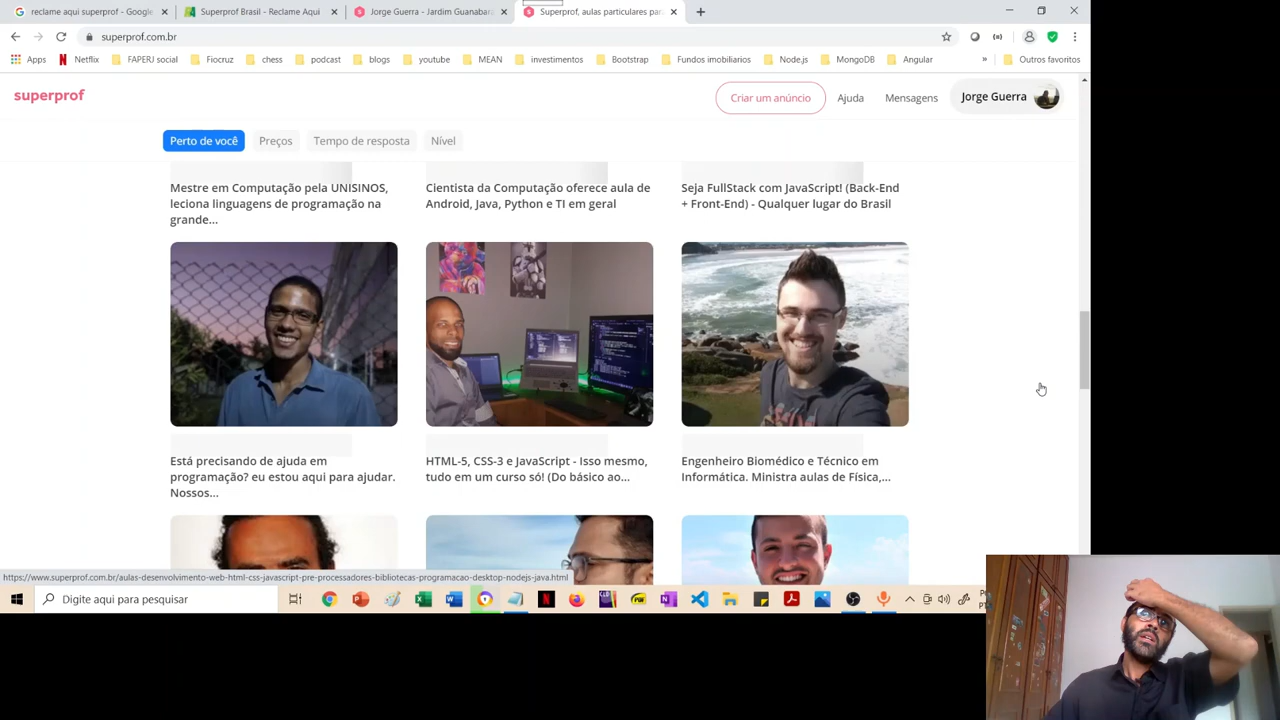 reclame aqui superprof - Google
Superprof Brasil - Reclame Aqui
Jorge Guerra - Jardim Guanabar
Superprof, aulas particulares par
superprof.com.br
Apps
Netflix
FAPERJ social
Fiocruz
chess
podcast
blogs
youtube
MEAN
investimentos
Bootstrap
Fundos imobiliarios
Node.js
MongoDB
Angular
»
Outros favoritos
superprof
Criar um anúncio
Ajuda
Mensagens
Jorge Guerra
Perto de você
Preços
Tempo de resposta
Nível
Mestre em Computação pela UNISINOS,
leciona linguagens de programação na
grande...
Cientista da Computação oferece aula de
Android, Java, Python e TI em geral
Seja FullStack com JavaScript! (Back-End
+ Front-End) - Qualquer lugar do Brasil
Está precisando de ajuda em
programação? eu estou aqui para ajudar.
Nossos...
HTML-5, CSS-3 e JavaScript - Isso mesmo,
tudo em um curso só! (Do básico ao...
Engenheiro Biomédico e Técnico em
Informática. Ministra aulas de Física,...
https://www.superprof.com.br/aulas-desenvolvimento-web-html-css-javascript-pre-processadores-bibliotecas-programacao-desktop-nodejs-java.html
Digite aqui para pesquisar